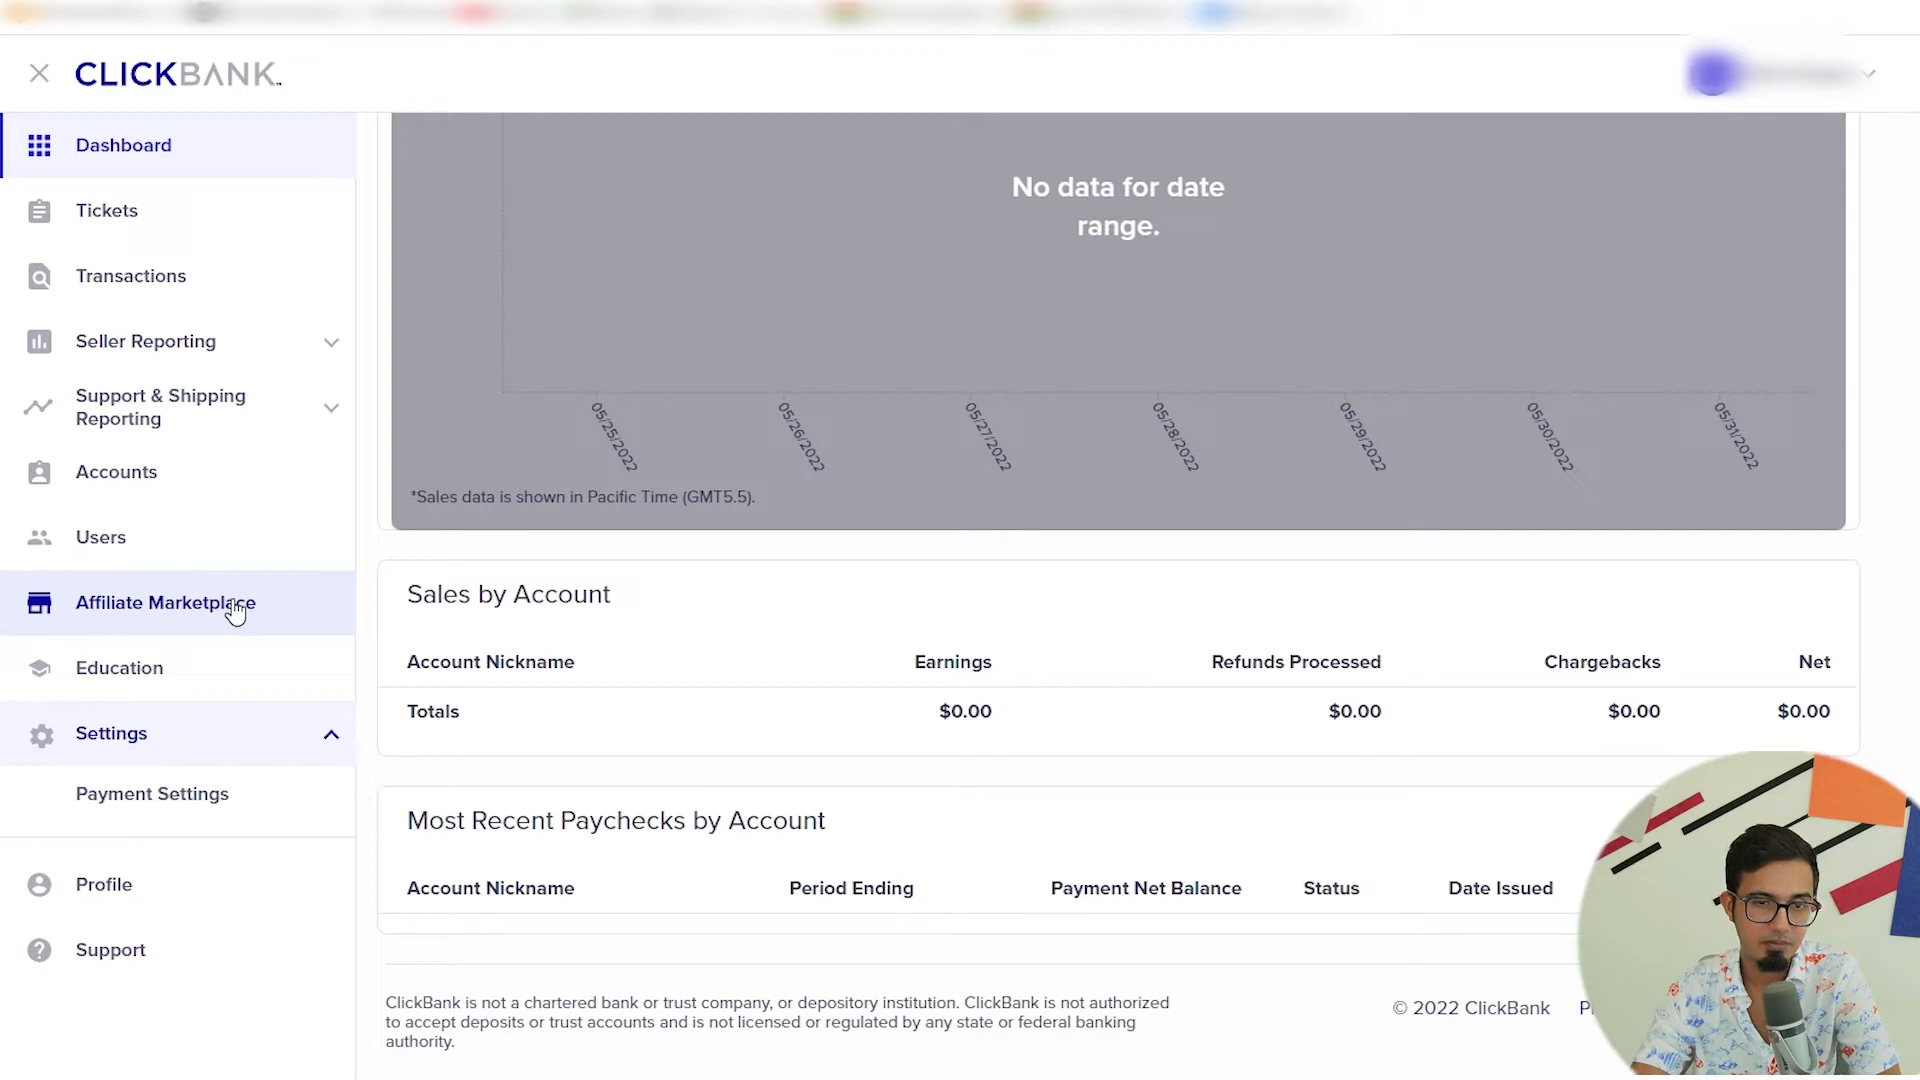 CLICKBANK
Dashboard
Tickets
Transactions
Seller Reporting
Support & Shipping
Reporting
Accounts
Users
Affiliate Marketplace
Education
Settings
Payment Settings
Profile
Support
No data for date
range.
05/25/2022 05/26/2022 05/27/2022 05/28/2022 05/29/2022 05/30/2022 05/31/2022
*Sales data is shown in Pacific Time (GMT5.5).
Sales by Account
Account Nickname Earnings Refunds Processed Chargebacks Net
Totals $0.00 $0.00 $0.00 $0.00
Most Recent Paychecks by Account
Account Nickname Period Ending Payment Net Balance Status Date Issued
ClickBank is not a chartered bank or trust company, or depository institution. ClickBank is not authorized
to accept deposits or trust accounts and is not licensed or regulated by any state or federal banking
authority.
© 2022 ClickBank